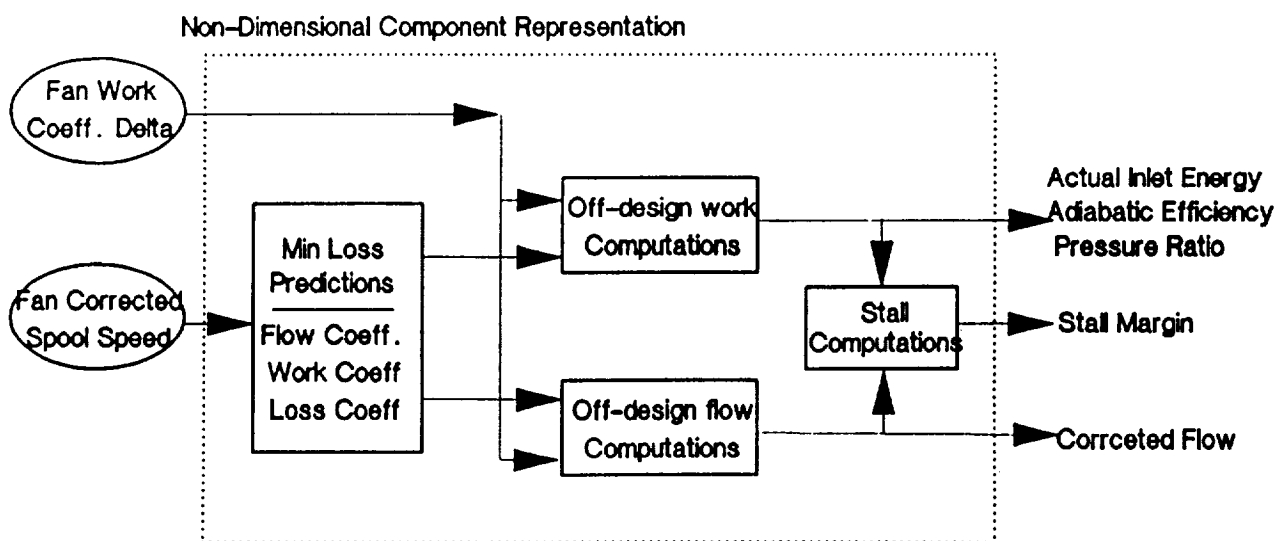 Non-Dimensional Component Representation
Fan Work
Coeff. Delta
Fan Corrected
Spool Speed
Min Loss
Predictions
Flow Coeff.
Work Coeff
Loss Coeff
Off-design work
Computations
Off-design flow
Computations
Stall
Computations
Actual Inlet Energy
Adiabatic Efficiency
Pressure Ratio
Stall Margin
Corrceted Flow